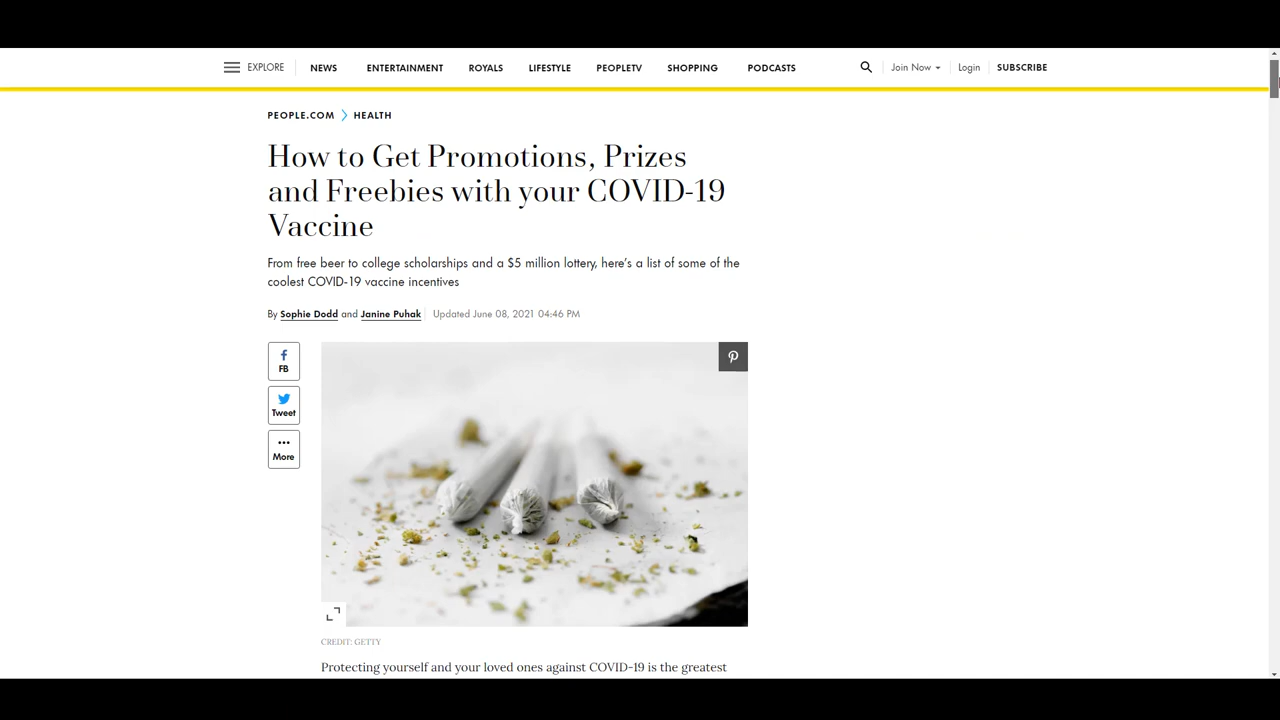 EXPLORE NEWS ENTERTAINMENT ROYALS LIFESTYLE PEOPLETV SHOPPING PODCASTS Join Now Login SUBSCRIBE
PEOPLE.COM HEALTH
How to Get Promotions, Prizes
and Freebies with your COVID-19
Vaccine
From free beer to college scholarships and a $5 million lottery, here's a list of some of the
coolest COVID-19 vaccine incentives
By Sophie Dodd and Janine Puhak Updated June 08, 2021 04:46 PM
FB
Tweet
More
CREDIT: GETTY
Protecting yourself and your loved ones against COVID-19 is the greatest